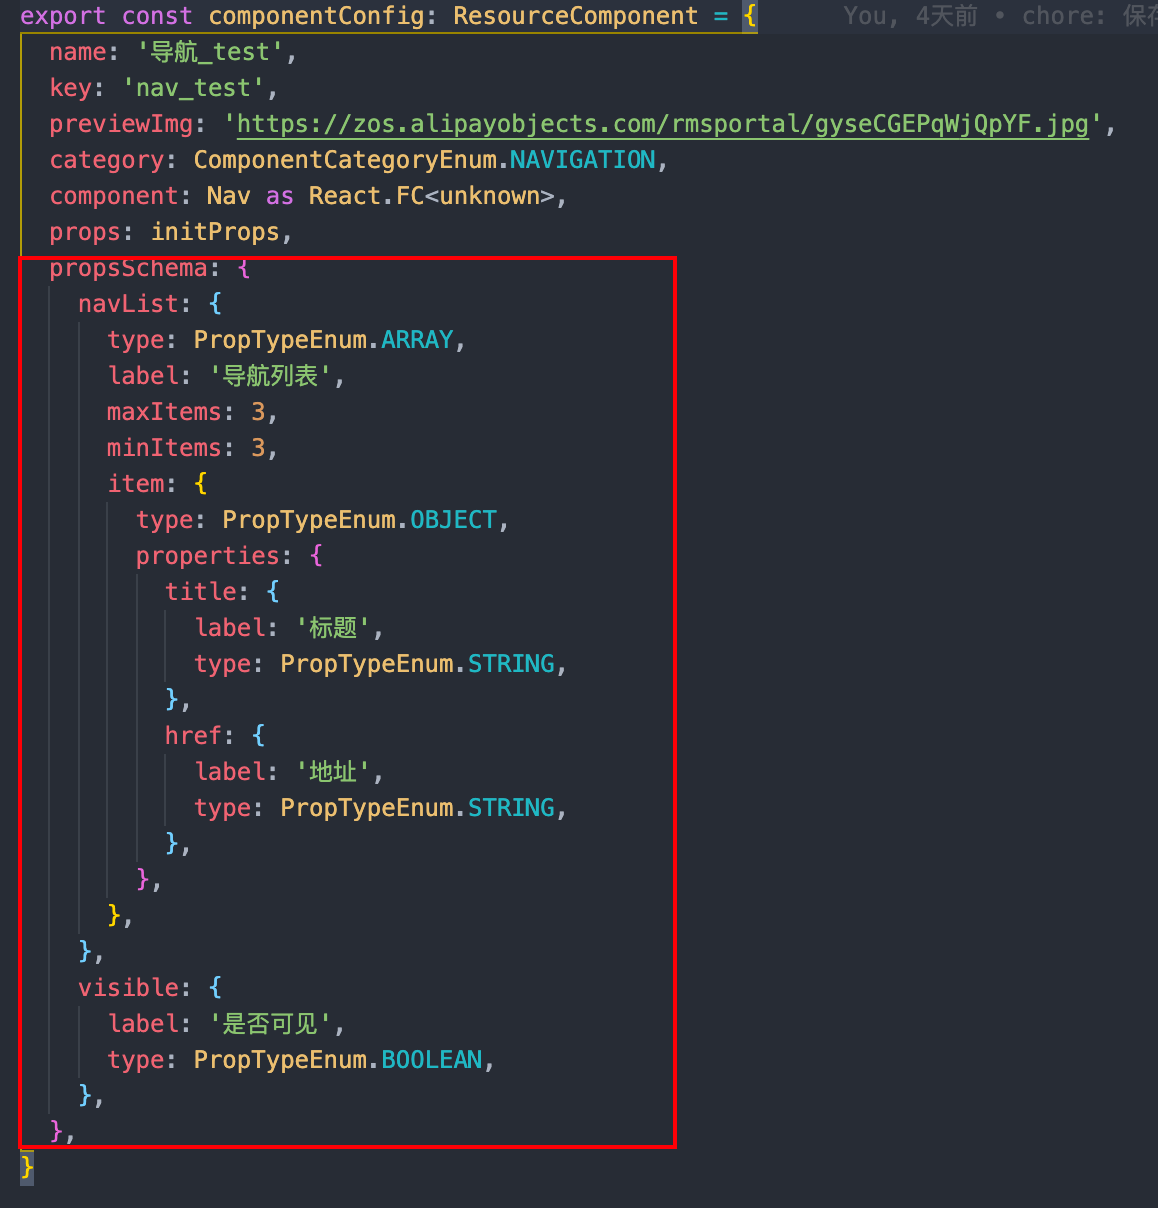 export const componentConfig: ResourceComponent = {    You, 4天前 • chore: 保存
  name: '导航_test',
  key: 'nav_test',
  previewImg: 'https://zos.alipayobjects.com/rmsportal/gyseCGEPqWjQpYF.jpg',
  category: ComponentCategoryEnum.NAVIGATION,
  component: Nav as React.FC<unknown>,
  props: initProps,
  propsSchema: {
    navList: {
      type: PropTypeEnum.ARRAY,
      label: '导航列表',
      maxItems: 3,
      minItems: 3,
      item: {
        type: PropTypeEnum.OBJECT,
        properties: {
          title: {
            label: '标题',
            type: PropTypeEnum.STRING,
          },
          href: {
            label: '地址',
            type: PropTypeEnum.STRING,
          },
        },
      },
    },
    visible: {
      label: '是否可见',
      type: PropTypeEnum.BOOLEAN,
    },
  },
}